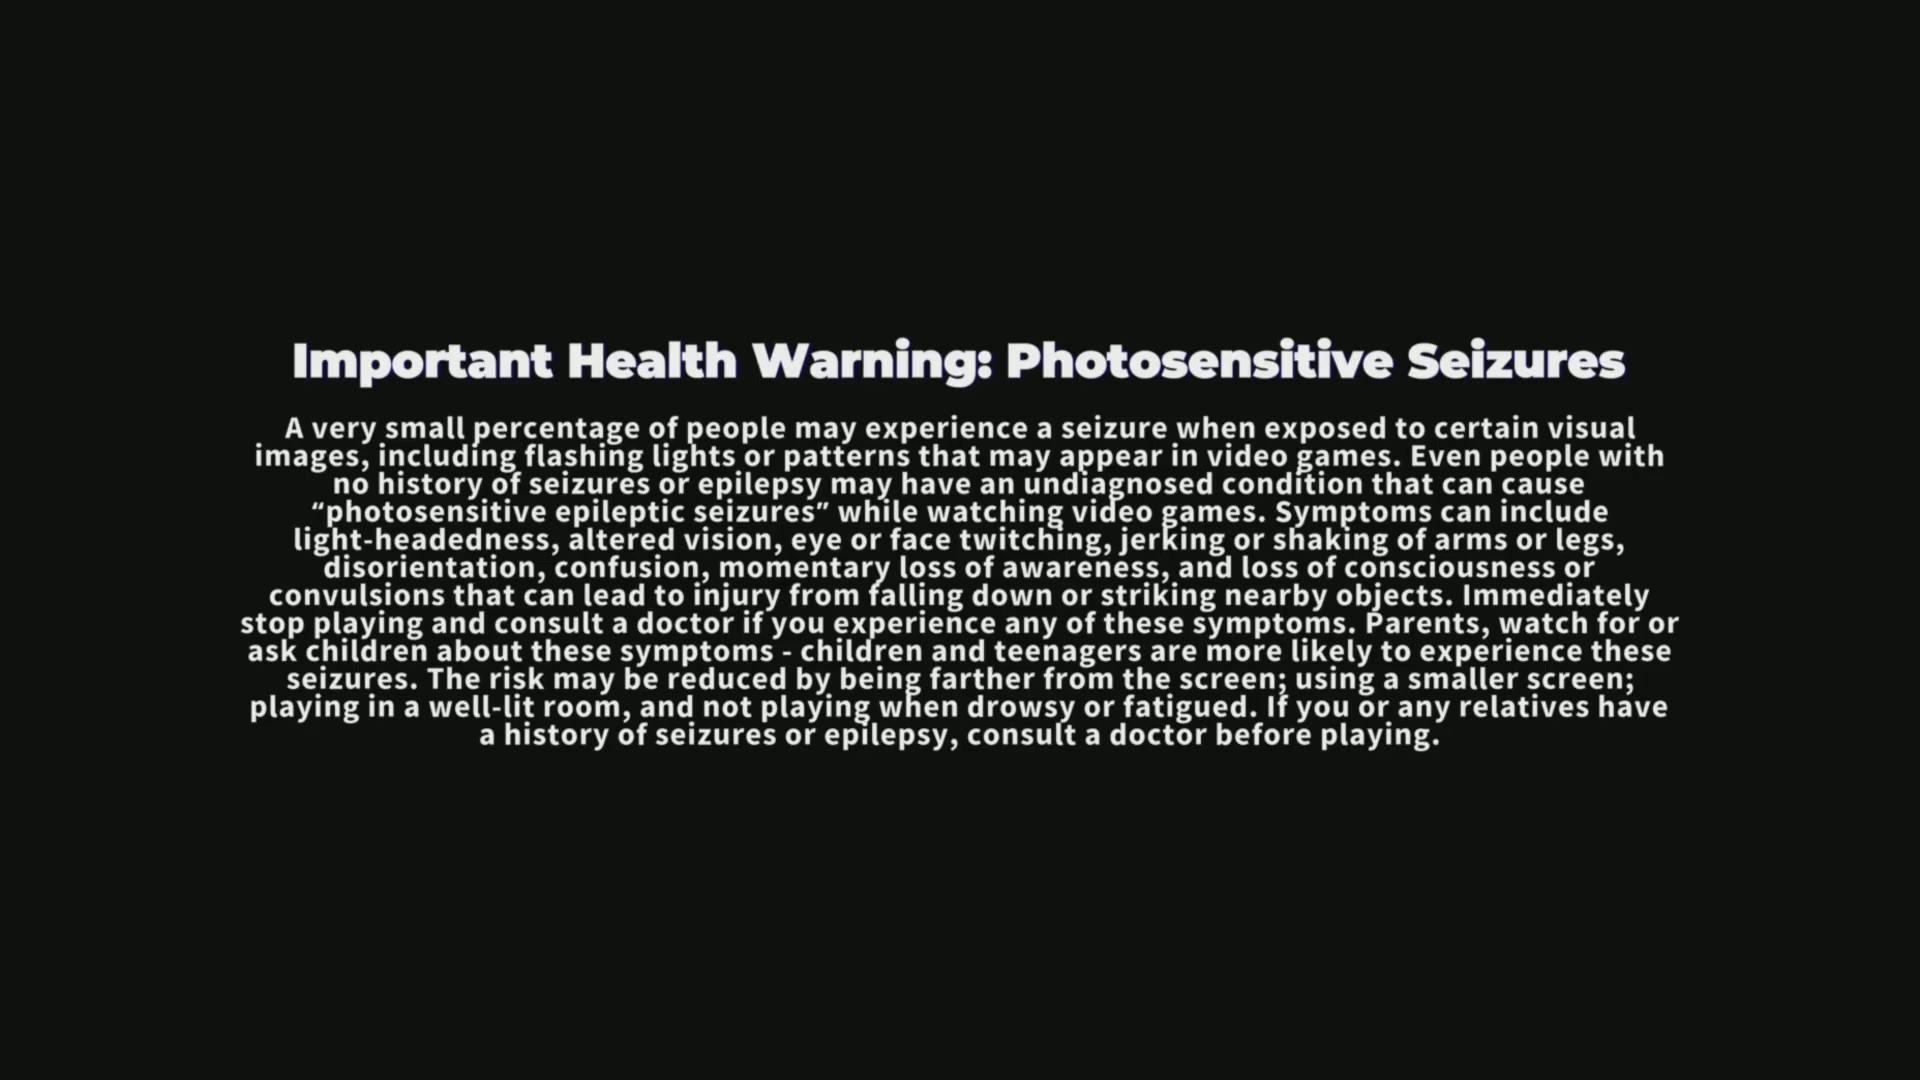 Important Health Warning: Photosensitive Seizures
A very small percentage of people may experience a seizure when exposed to certain visual
images, including flashing lights or patterns that may appear in video games. Even people with
no history of seizures or epilepsy may have an undiagnosed condition that can cause
“photosensitive epileptic seizures” while watching video games. Symptoms can include
light-headedness, altered vision, eye or face twitching, jerking or shaking of arms or legs,
disorientation, confusion, momentary loss of awareness, and loss of consciousness or
convulsions that can lead to injury from falling down or striking nearby objects. Immediately
stop playing and consult a doctor if you experience any of these symptoms. Parents, watch for or
ask children about these symptoms - children and teenagers are more likely to experience these
seizures. The risk may be reduced by being farther from the screen; using a smaller screen;
playing in a well-lit room, and not playing when drowsy or fatigued. If you or any relatives have
a history of seizures or epilepsy, consult a doctor before playing.